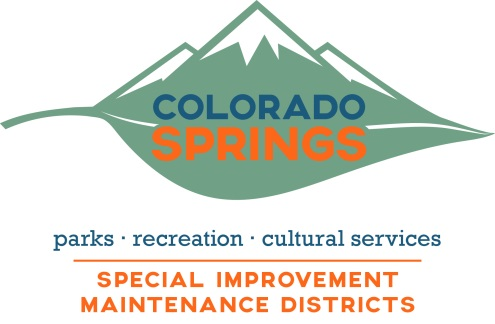 COLORADO
SPRINGS
parks · recreation · cultural services
SPECIAL IMPROVEMENT
MAINTENANCE DISTRICTS